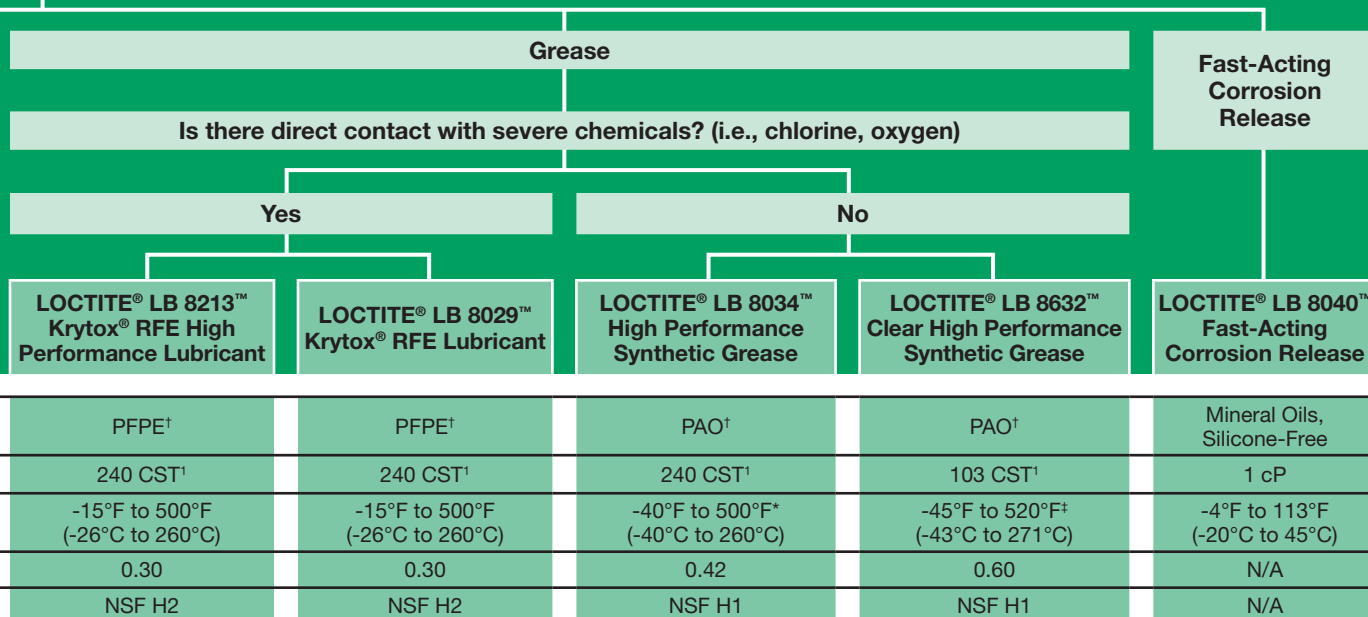 Grease
Fast-Acting
Corrosion
Release
Is there direct contact with severe chemicals? (i.e., chlorine, oxygen)
Yes
No
LOCTITE® LB 8213™
Krytox® RFE High
Performance Lubricant
LOCTITE® LB 8029™
Krytox® RFE Lubricant
LOCTITE® LB 8034™
High Performance
Synthetic Grease
LOCTITE® LB 8632™
Clear High Performance
Synthetic Grease
LOCTITE® LB 8040™
Fast-Acting
Corrosion Release
PFPE†
PFPE†
PAO†
PAO†
Mineral Oils,
Silicone-Free
240 CST¹
240 CST¹
240 CST¹
103 CST¹
1 cP
-15°F to 500°F
(-26°C to 260°C)
-15°F to 500°F
(-26°C to 260°C)
-40°F to 500°F*
(-40°C to 260°C)
-45°F to 520°F‡
(-43°C to 271°C)
-4°F to 113°F
(-20°C to 45°C)
0.30
0.30
0.42
0.60
N/A
NSF H2
NSF H2
NSF H1
NSF H1
N/A